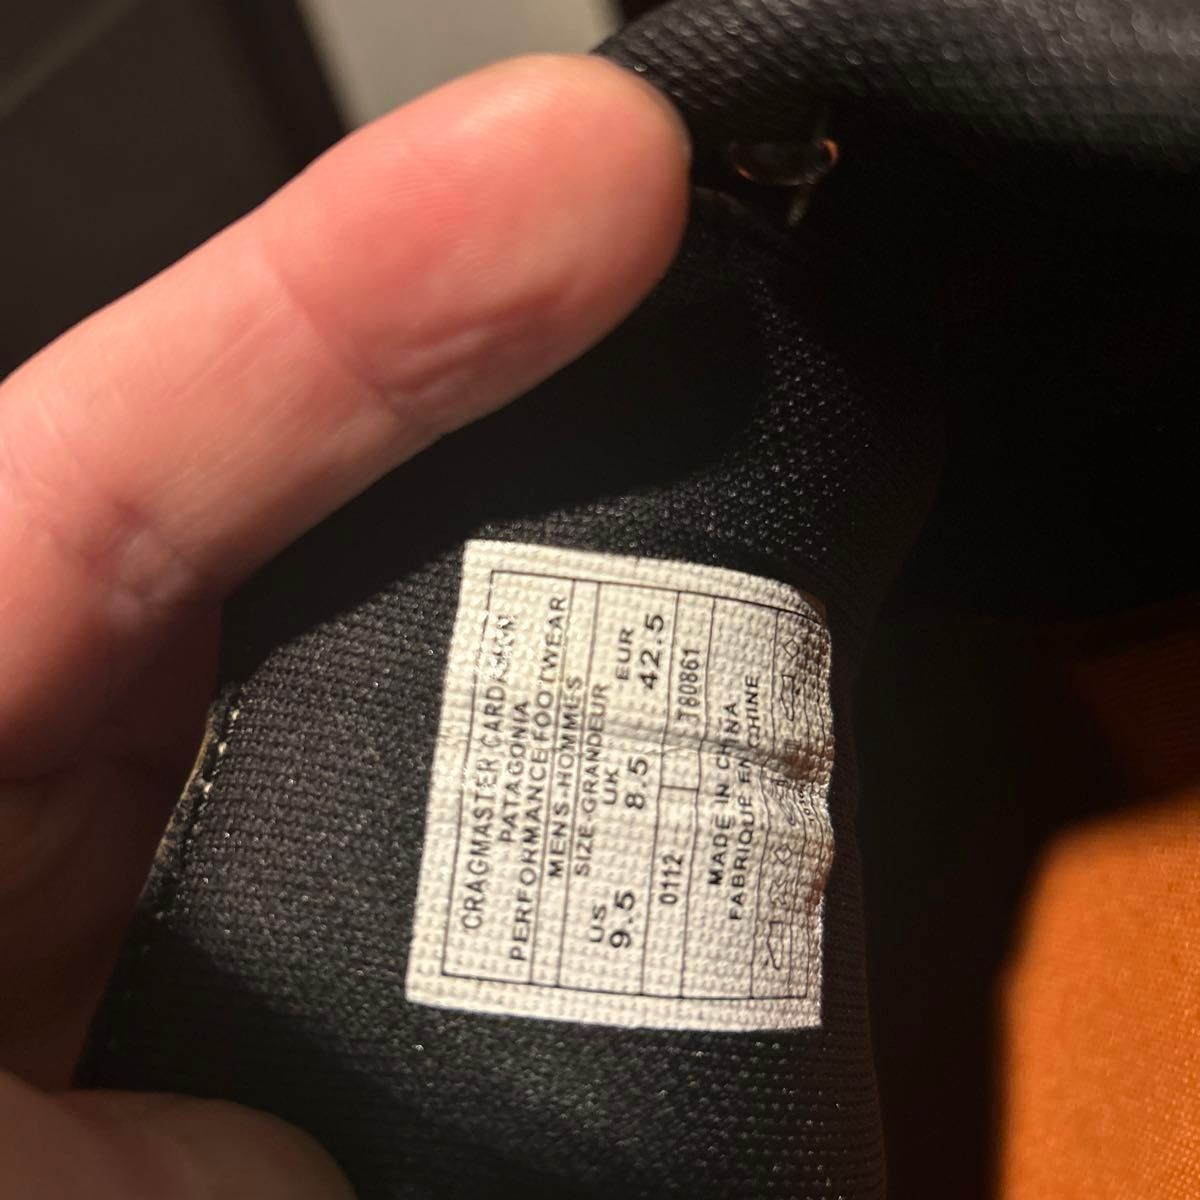 CRAGMASTER CARDAMON
PATAGONIA
PERFORMANCE FOOTWEAR
MENS-HOMMES
SIZE-GRANDEUR
US UK EUR
9.5 8.5 42.5
0112 T80861
MADE IN CHINA
FABRIQUE EN CHINE